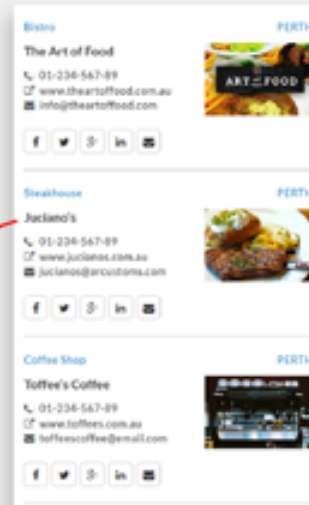 Bistro PERTH
The Art of Food
01-234-567-89
www.theartoffood.com.au
info@theartoffood.com
ART OF FOOD
Steakhouse PERTH
Juciano's
01-234-567-89
www.jucianos.com.au
jucianos@arcustoms.com
Coffee Shop PERTH
Toffee's Coffee
01-234-567-89
www.toffees.com.au
toffeescoffee@email.com